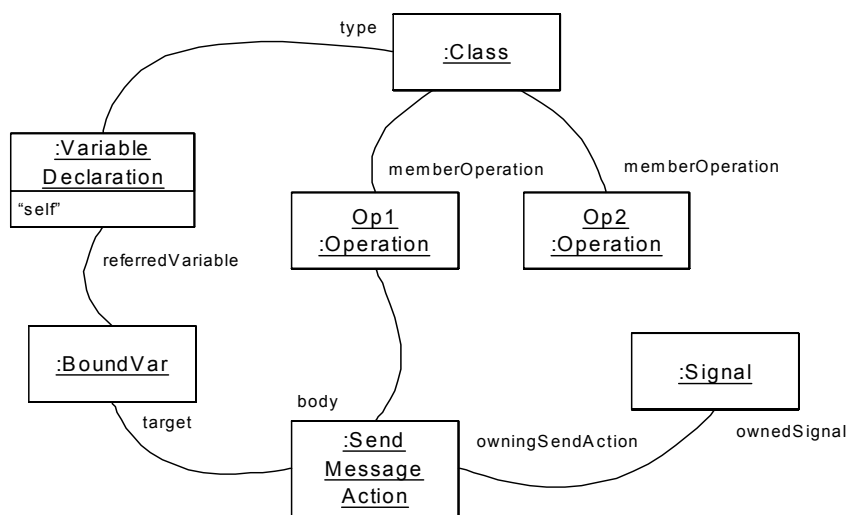 type
:Class
:Variable
Declaration
“self”
memberOperation
memberOperation
Op1
:Operation
Op2
:Operation
referredVariable
:BoundVar
:Signal
target
body
:Send
Message
Action
owningSendAction
ownedSignal